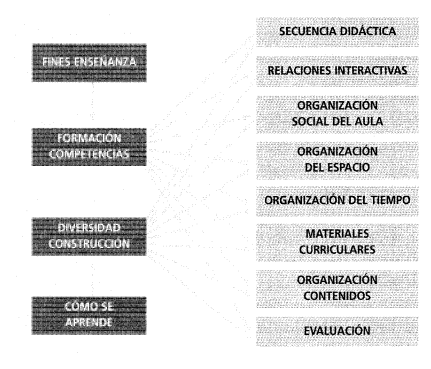 FINES ENSEÑANZA
FORMACIÓN
COMPETENCIAS
DIVERSIDAD
CONSTRUCCIÓN
CÓMO SE
APRENDE
SECUENCIA DIDÁCTICA
RELACIONES INTERACTIVAS
ORGANIZACIÓN
SOCIAL DEL AULA
ORGANIZACIÓN
DEL ESPACIO
ORGANIZACIÓN DEL TIEMPO
MATERIALES
CURRICULARES
ORGANIZACIÓN
CONTENIDOS
EVALUACIÓN